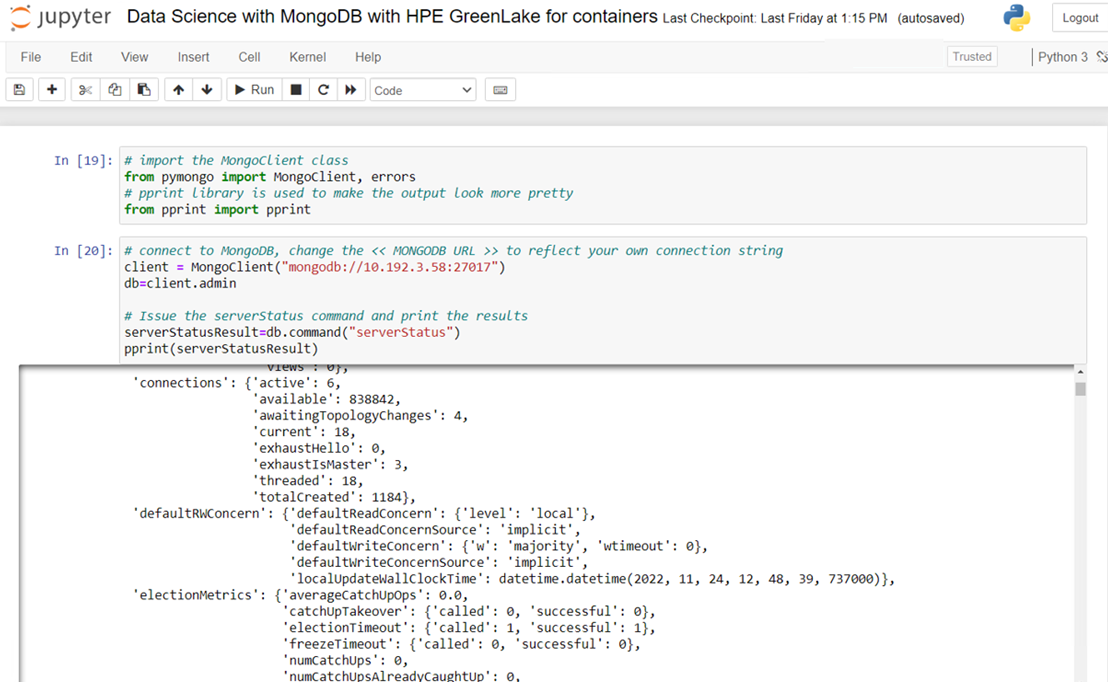 jupyter Data Science with MongoDB with HPE GreenLake for containers Last Checkpoint: Last Friday at 1:15 PM (autosaved) Logout
File Edit View Insert Cell Kernel Help Trusted Python 3
Run Code
In [19]: # import the MongoClient class
from pymongo import MongoClient, errors
# pprint library is used to make the output look more pretty
from pprint import pprint
In [20]: # connect to MongoDB, change the << MONGODB URL >> to reflect your own connection string
client = MongoClient("mongodb://10.192.3.58:27017")
db=client.admin
# Issue the serverStatus command and print the results
serverStatusResult=db.command("serverStatus")
pprint(serverStatusResult)
'views': 0},
'connections': {'active': 6,
'available': 838842,
'awaitingTopologyChanges': 4,
'current': 18,
'exhaustHello': 0,
'exhaustIsMaster': 3,
'threaded': 18,
'totalCreated': 1184},
'defaultRWConcern': {'defaultReadConcern': {'level': 'local'},
'defaultReadConcernSource': 'implicit',
'defaultWriteConcern': {'w': 'majority', 'wtimeout': 0},
'defaultWriteConcernSource': 'implicit',
'localUpdateWallClockTime': datetime.datetime(2022, 11, 24, 12, 48, 39, 737000)},
'electionMetrics': {'averageCatchUpOps': 0.0,
'catchUpTakeover': {'called': 0, 'successful': 0},
'electionTimeout': {'called': 1, 'successful': 1},
'freezeTimeout': {'called': 0, 'successful': 0},
'numCatchUps': 0,
'numCatchUpsAlreadyCaughtUp': 0,